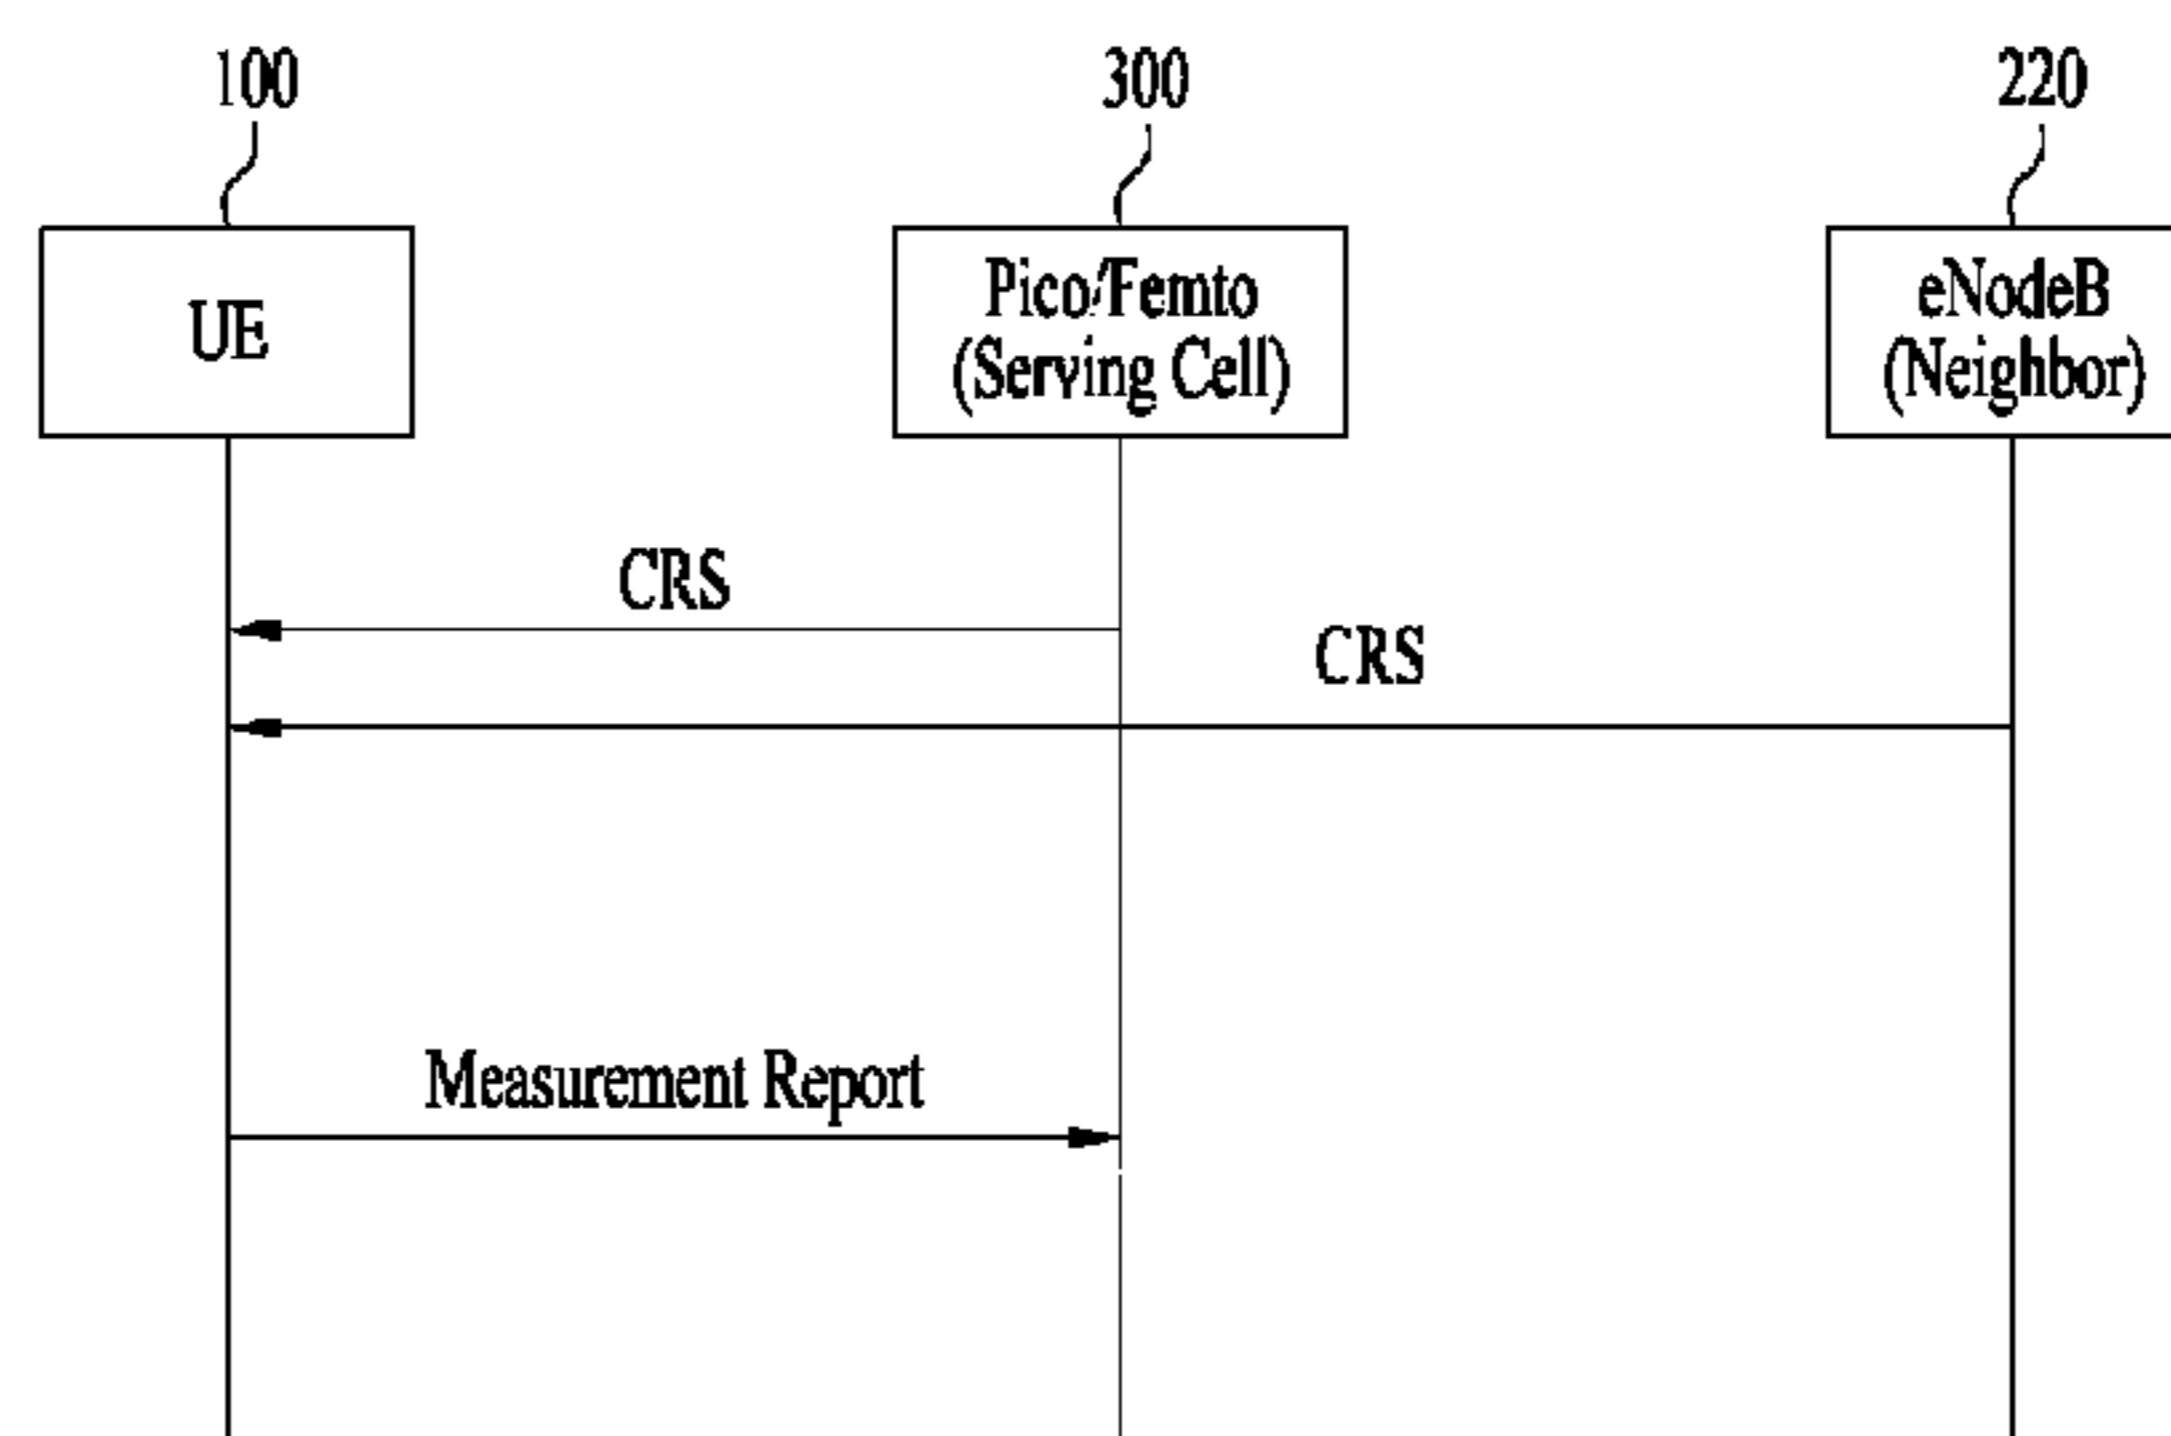 100
300
220
UE
Pico/Femto
(Serving Cell)
eNodeB
(Neighbor)
CRS
CRS
Measurement Report